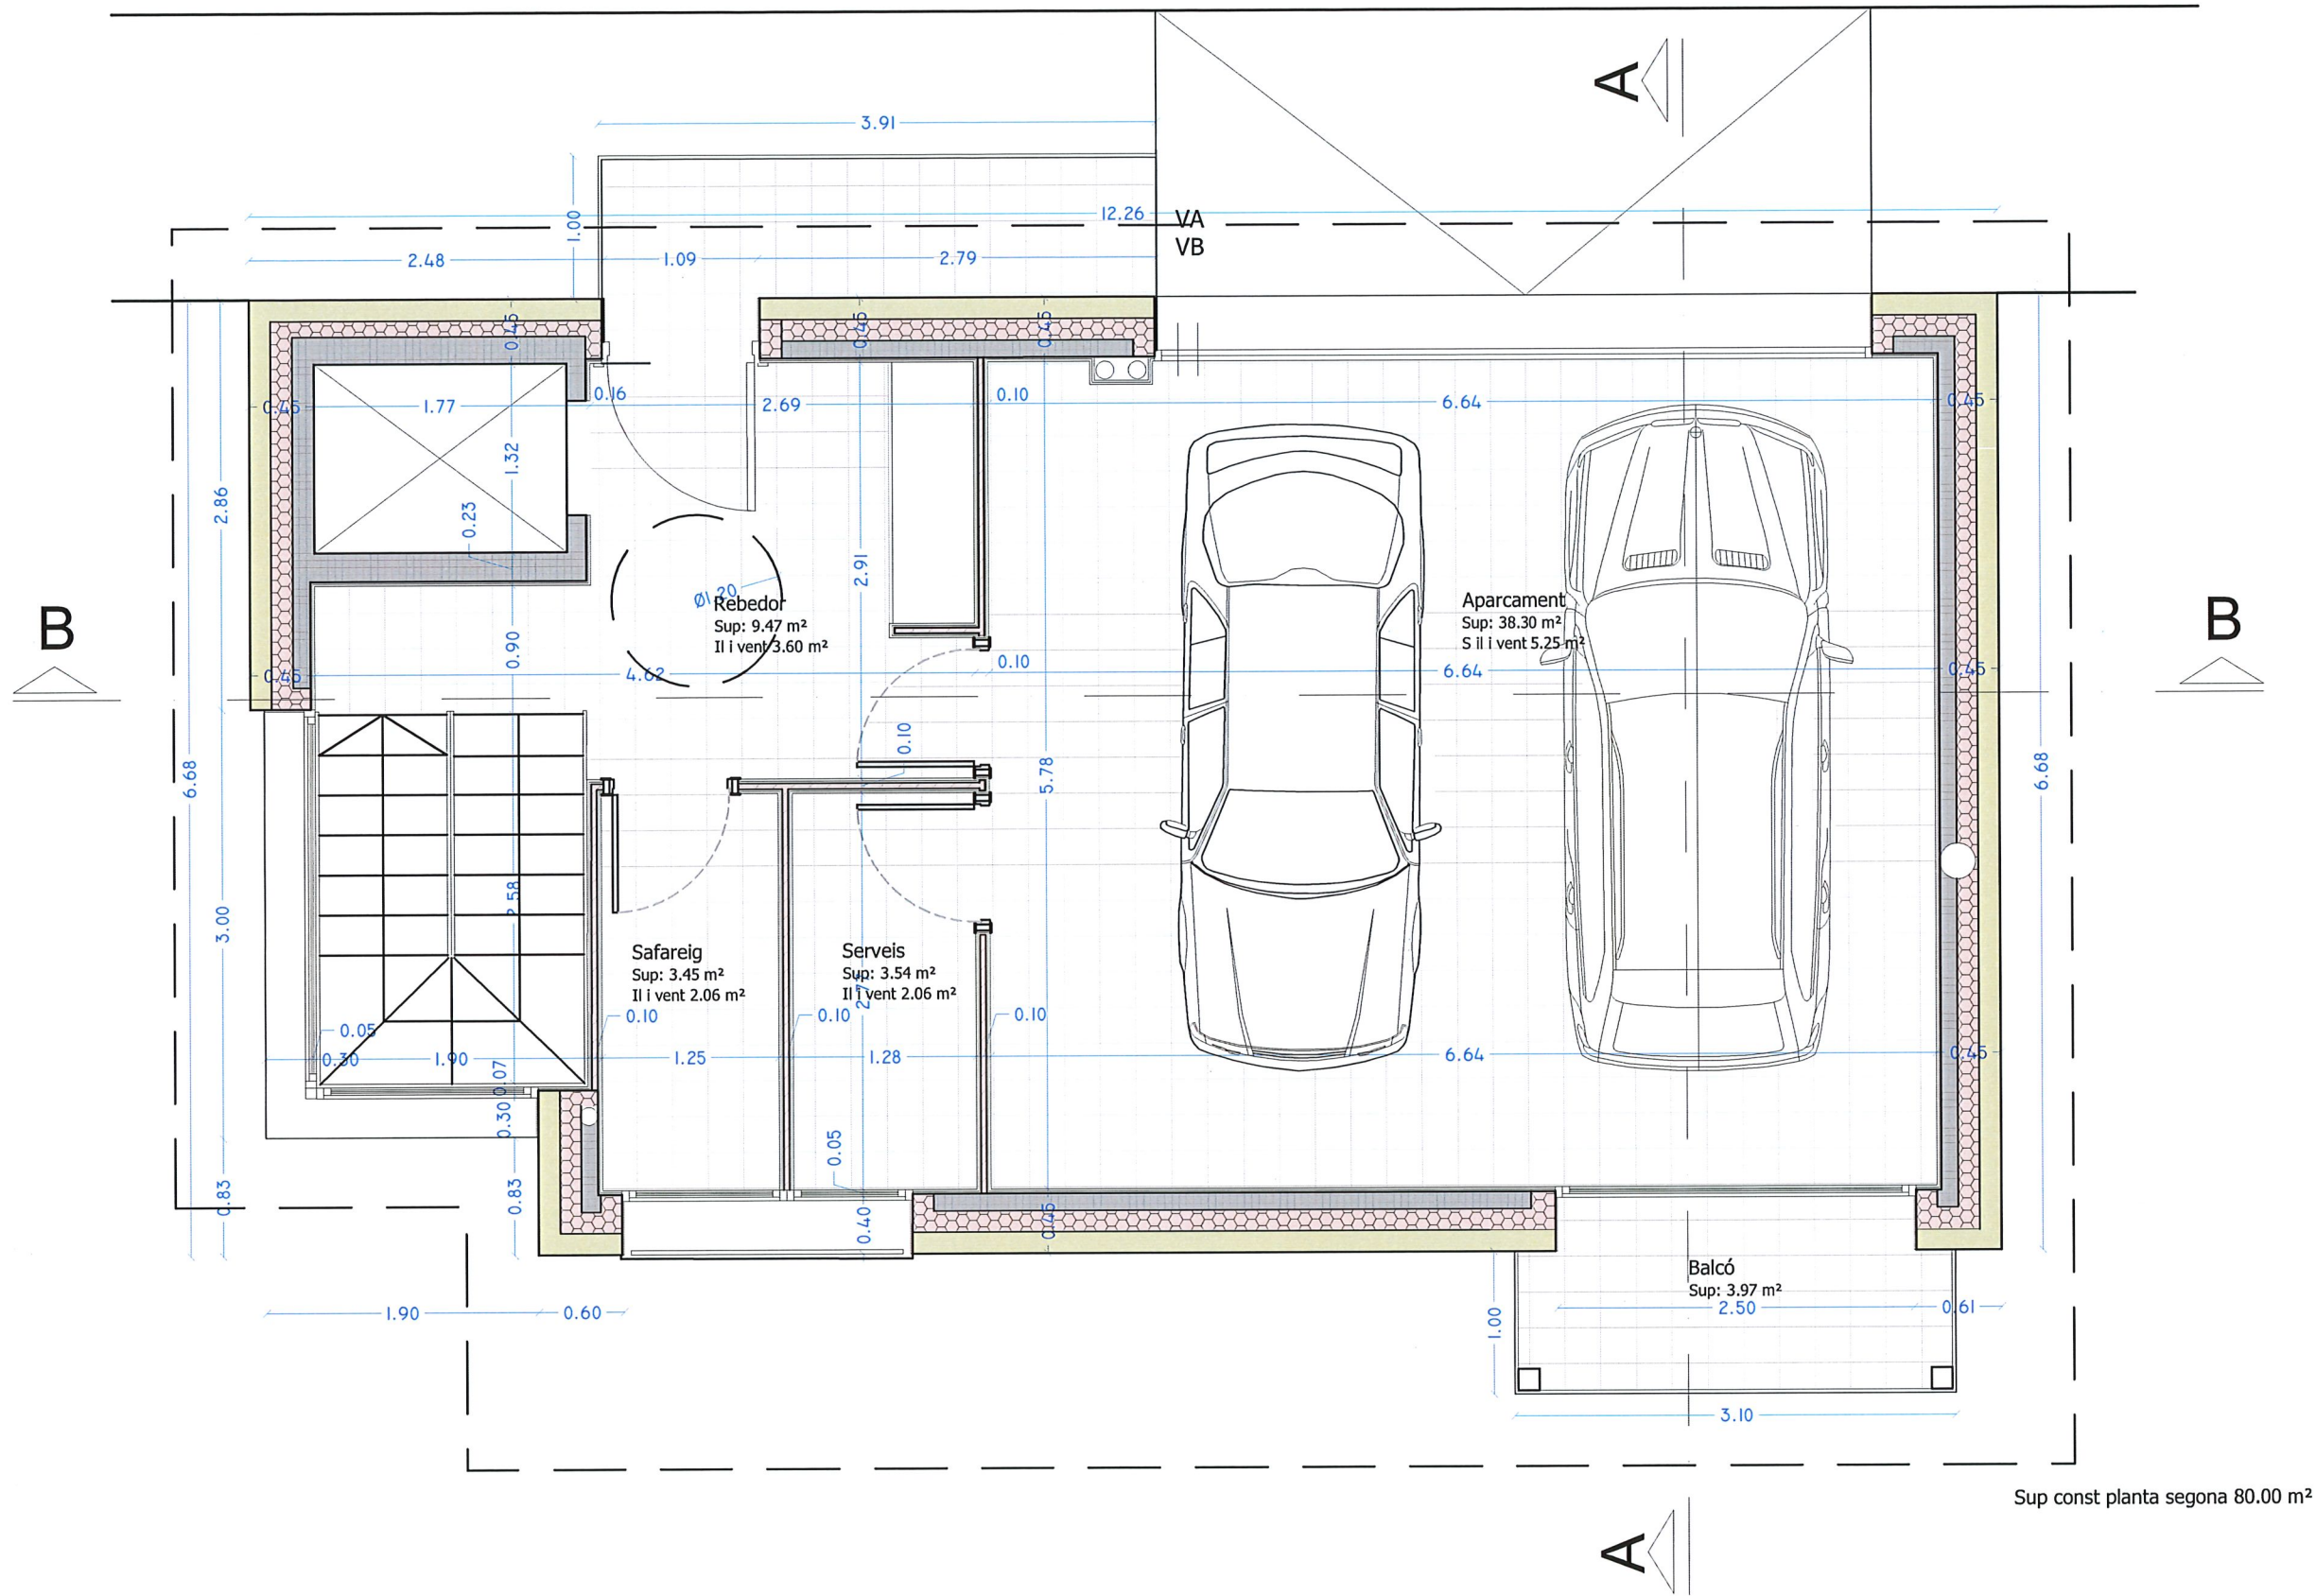 A
3.91
1.00
12.26
VA
VB
2.48
1.09
2.79
0.45
0.45
0.45
0.45
1.77
0.16
2.69
0.10
6.64
0.45
1.32
2.86
0.23
2.91
Ø1.20
Rebedor
Sup: 9.47 m²
Il i vent 3.60 m²
Aparcament
Sup: 38.30 m²
S il i vent 5.25 m²
B
B
0.90
0.45
4.62
0.10
6.64
0.45
0.10
6.68
5.78
6.68
2.58
3.00
Safareig
Sup: 3.45 m²
Il i vent 2.06 m²
Serveis
Sup: 3.54 m²
Il i vent 2.06 m²
0.10
0.10
0.10
0.05
0.30
1.90
1.25
1.28
6.64
0.45
0.07
0.30
0.05
0.83
0.83
0.40
0.45
Balcó
Sup: 3.97 m²
2.50
0.61
1.90
0.60
1.00
3.10
Sup const planta segona 80.00 m²
A